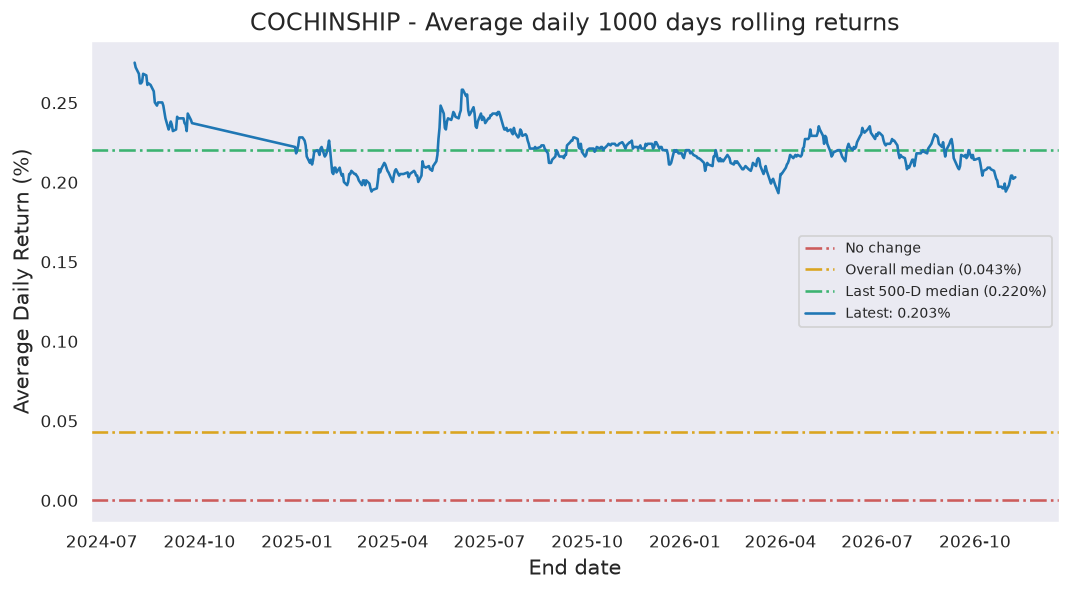 COCHINSHIP - Average daily 1000 days rolling returns
Average Daily Return (%)
0.25
0.20
0.15
0.10
0.05
0.00
No change
Overall median (0.043%)
Last 500-D median (0.220%)
Latest: 0.203%
2024-07 2024-10 2025-01 2025-04 2025-07 2025-10 2026-01 2026-04 2026-07 2026-10
End date